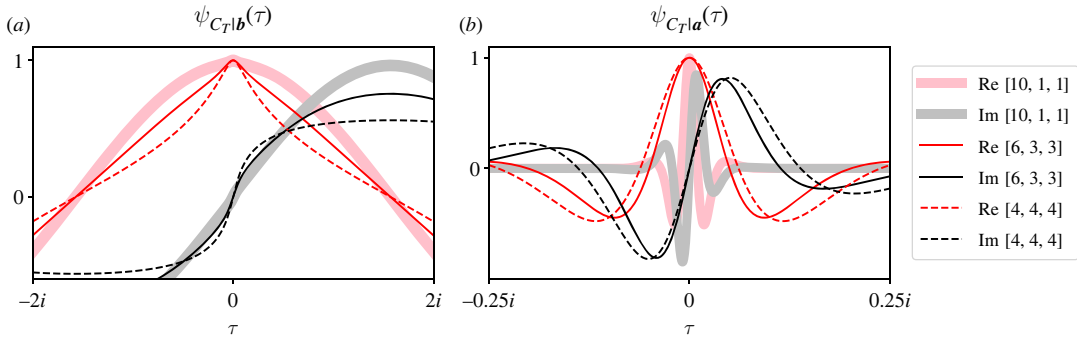 (a) ψ_{C_T|b}(τ)
1
0
−2i 0 2i
τ
(b) ψ_{C_T|a}(τ)
1
0
−0.25i 0 0.25i
τ
Re [10, 1, 1]
Im [10, 1, 1]
Re [6, 3, 3]
Im [6, 3, 3]
Re [4, 4, 4]
Im [4, 4, 4]